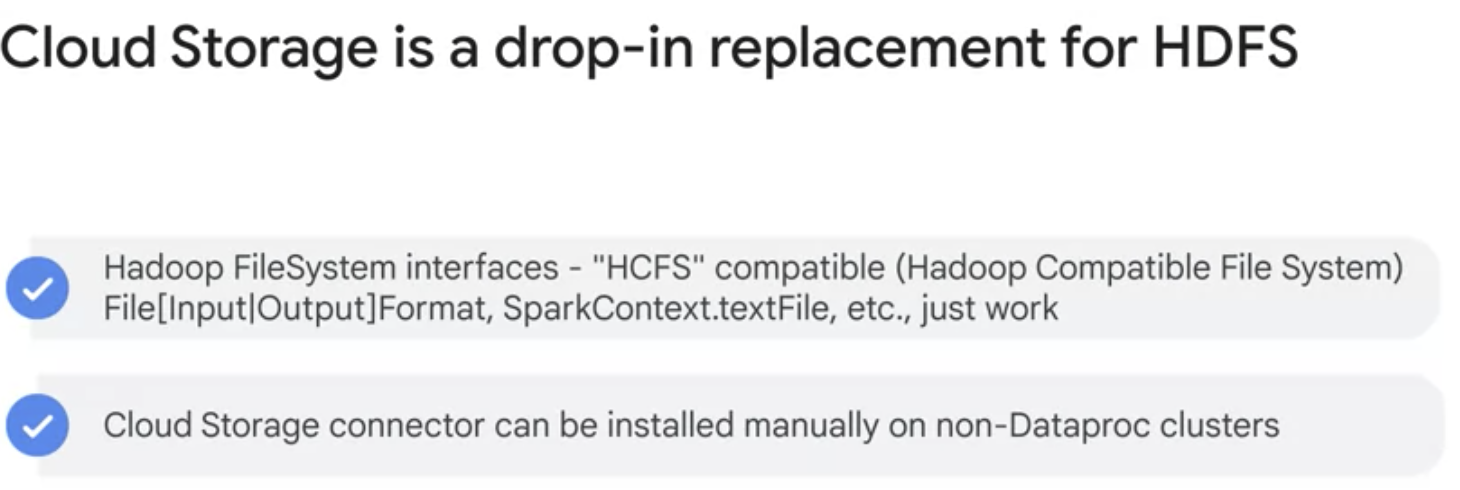 Cloud Storage is a drop-in replacement for HDFS
Hadoop FileSystem interfaces - "HCFS" compatible (Hadoop Compatible File System)
File[Input|Output]Format, SparkContext.textFile, etc., just work
Cloud Storage connector can be installed manually on non-Dataproc clusters